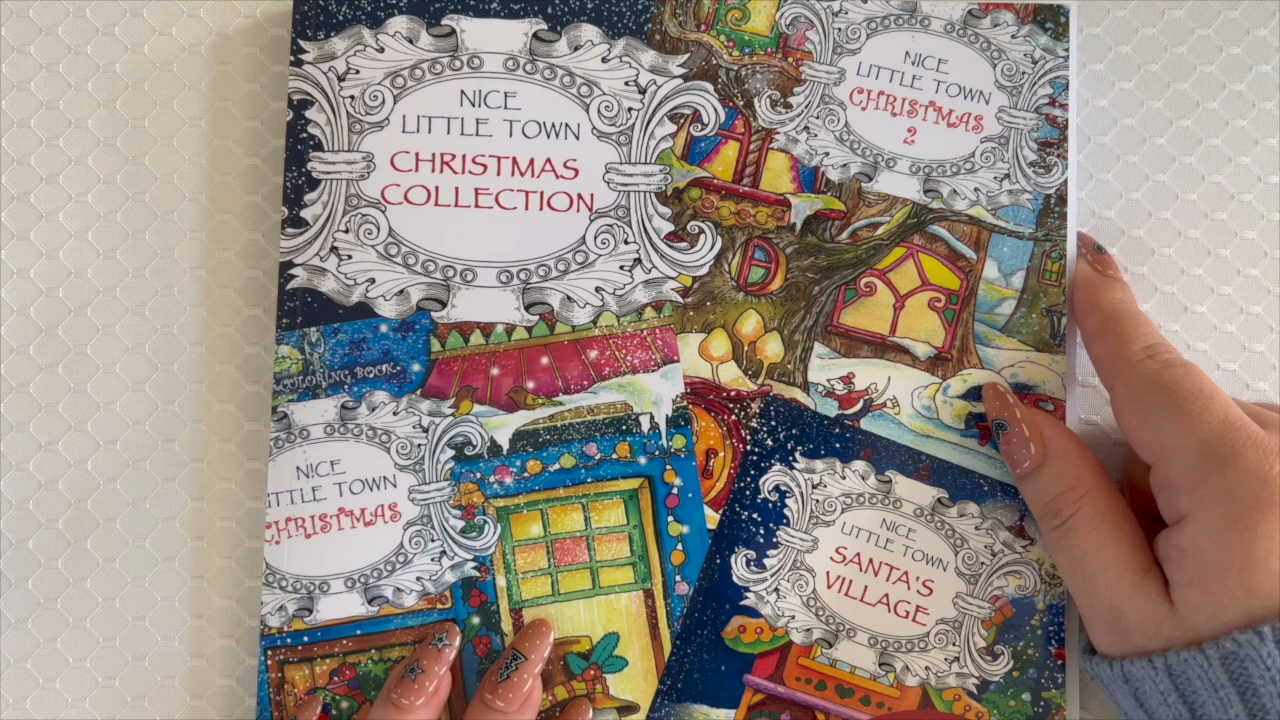 NICE
LITTLE TOWN
CHRISTMAS
COLLECTION
NICE
LITTLE TOWN
CHRISTMAS
2
COLORING BOOK
NICE
LITTLE TOWN
CHRISTMAS
NICE
LITTLE TOWN
SANTA'S
VILLAGE